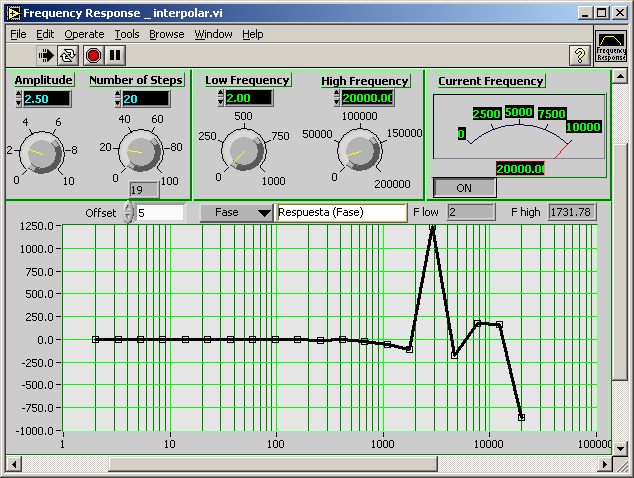 Frequency Response _ interpolar.vi
File Edit Operate Tools Browse Window Help
?
Frequency
Response
Amplitude
2.50
0 2 4 6 8 10
Number of Steps
20
0 20 40 60 80 100
19
Low Frequency
2.00
0 250 500 750 1000
High Frequency
20000.00
0 50000 100000 150000 200000
Current Frequency
0 2500 5000 7500 10000
20000.00
ON
Offset 5 Fase Respuesta (Fase) F low 2 F high 1731.78
1250.0
1000.0
750.0
500.0
250.0
0.0
-250.0
-500.0
-750.0
-1000.0
1 10 100 1000 10000 100000